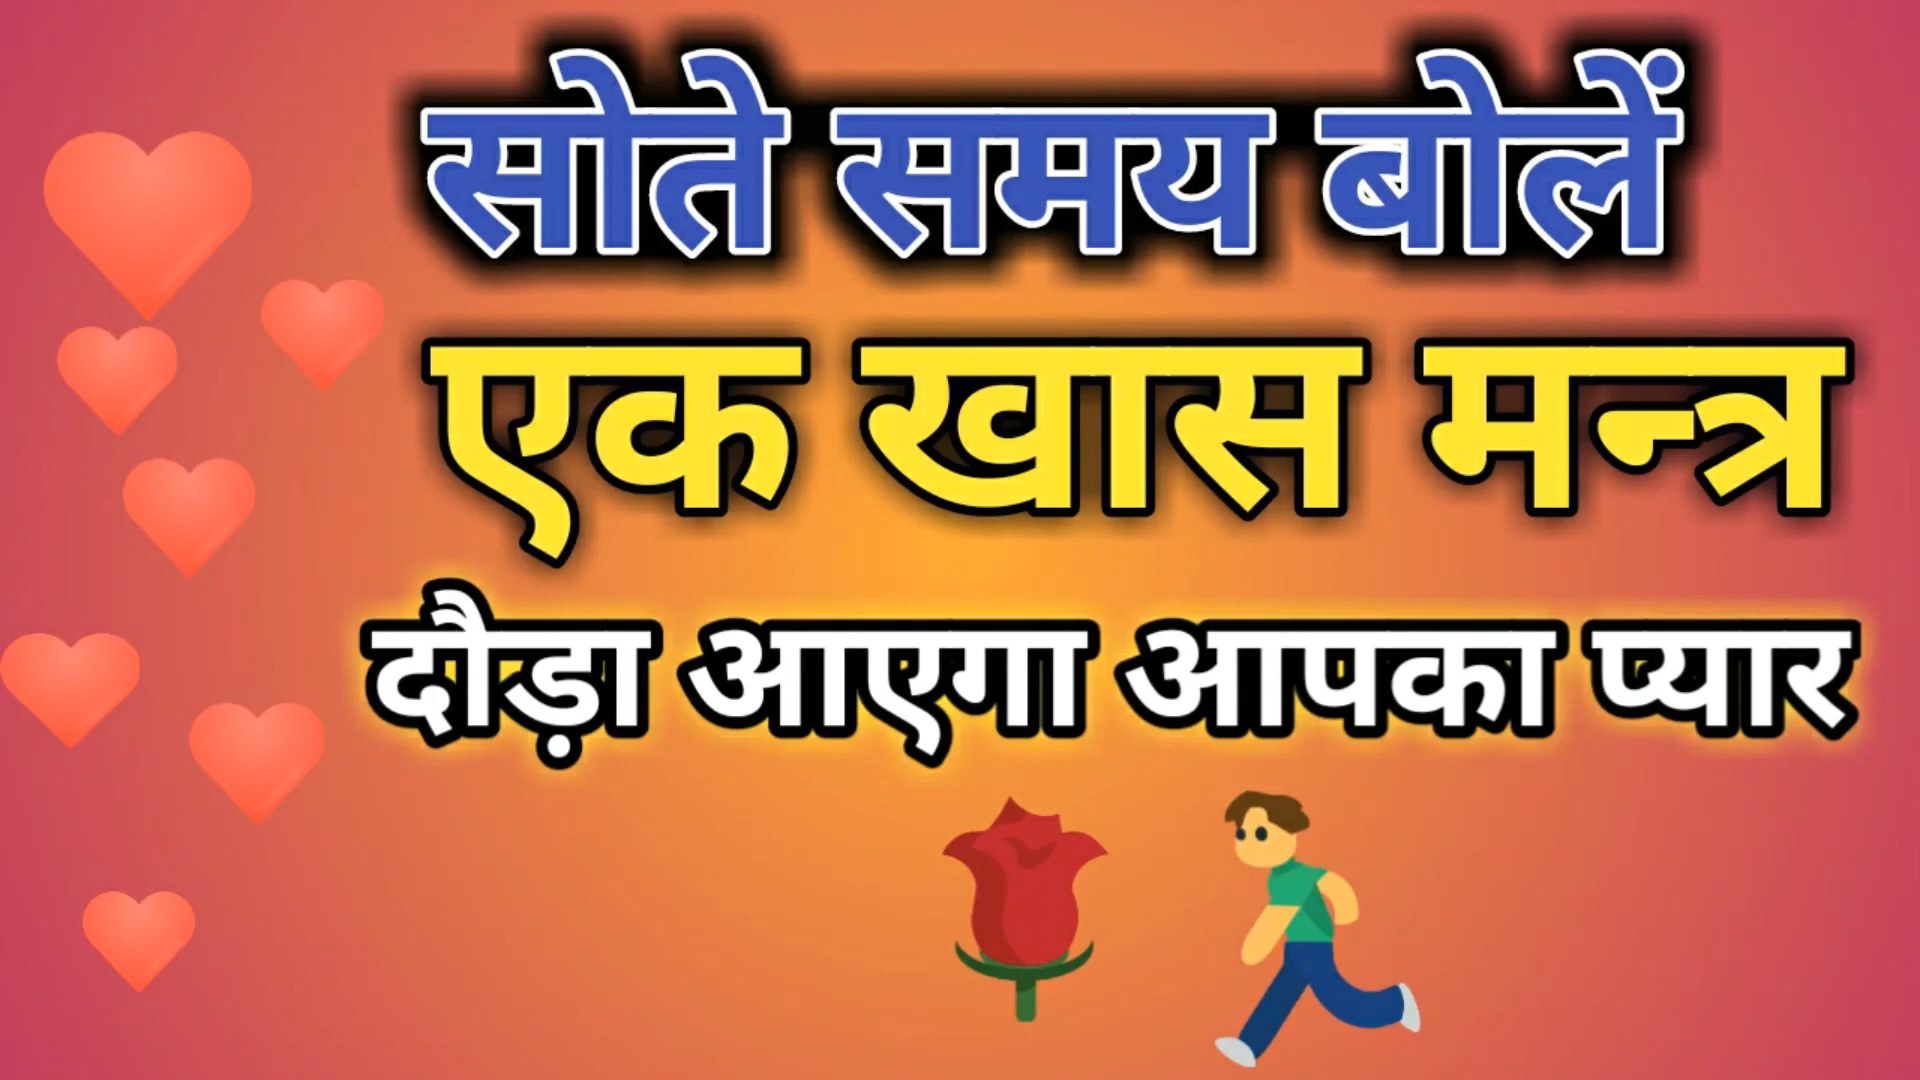 सोते समय बोलें
एक खास मन्त्र
दौड़ा आएगा आपका प्यार